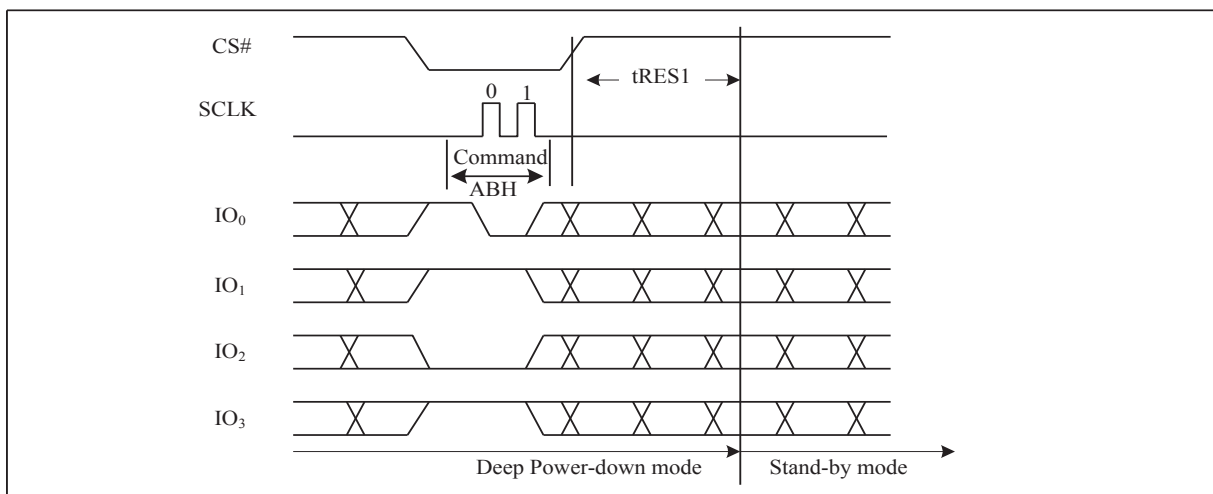 CS#
tRES1
SCLK
0 1
Command
ABH
IO₀
IO₁
IO₂
IO₃
Deep Power-down mode
Stand-by mode